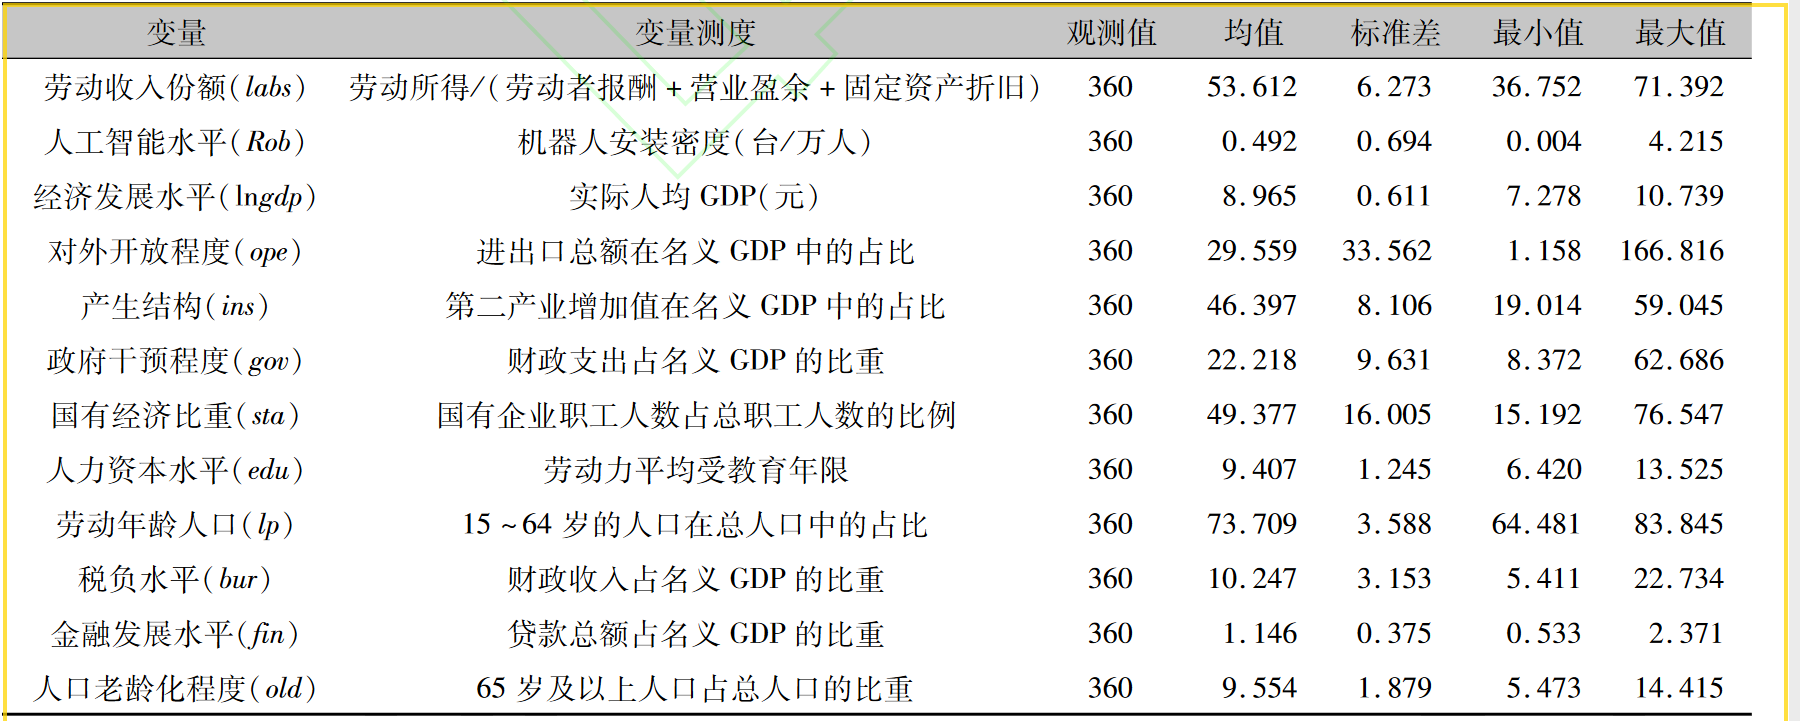 变量 变量测度 观测值 均值 标准差 最小值 最大值
劳动收入份额(labs) 劳动所得/(劳动者报酬+营业盈余+固定资产折旧) 360 53.612 6.273 36.752 71.392
人工智能水平(Rob) 机器人安装密度(台/万人) 360 0.492 0.694 0.004 4.215
经济发展水平(lngdp) 实际人均 GDP(元) 360 8.965 0.611 7.278 10.739
对外开放程度(ope) 进出口总额在名义 GDP 中的占比 360 29.559 33.562 1.158 166.816
产生结构(ins) 第二产业增加值在名义 GDP 中的占比 360 46.397 8.106 19.014 59.045
政府干预程度(gov) 财政支出占名义 GDP 的比重 360 22.218 9.631 8.372 62.686
国有经济比重(sta) 国有企业职工人数占总职工人数的比例 360 49.377 16.005 15.192 76.547
人力资本水平(edu) 劳动力平均受教育年限 360 9.407 1.245 6.420 13.525
劳动年龄人口(lp) 15~64 岁的人口在总人口中的占比 360 73.709 3.588 64.481 83.845
税负水平(bur) 财政收入占名义 GDP 的比重 360 10.247 3.153 5.411 22.734
金融发展水平(fin) 贷款总额占名义 GDP 的比重 360 1.146 0.375 0.533 2.371
人口老龄化程度(old) 65 岁及以上人口占总人口的比重 360 9.554 1.879 5.473 14.415